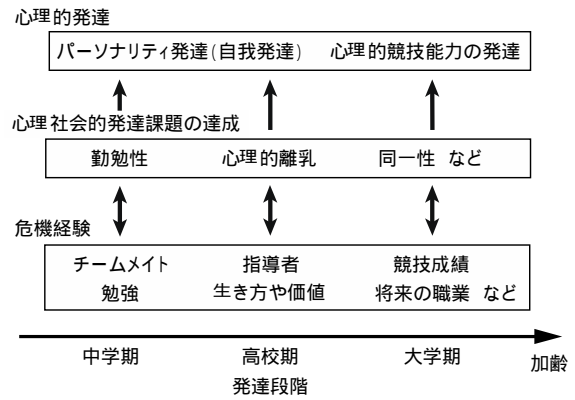 心理的発達
パーソナリティ発達(自我発達) 心理的競技能力の発達
心理社会的発達課題の達成
勤勉性 心理的離乳 同一性 など
危機経験
チームメイト 指導者 競技成績
勉強 生き方や価値 将来の職業 など
中学期 高校期 大学期 加齢
発達段階